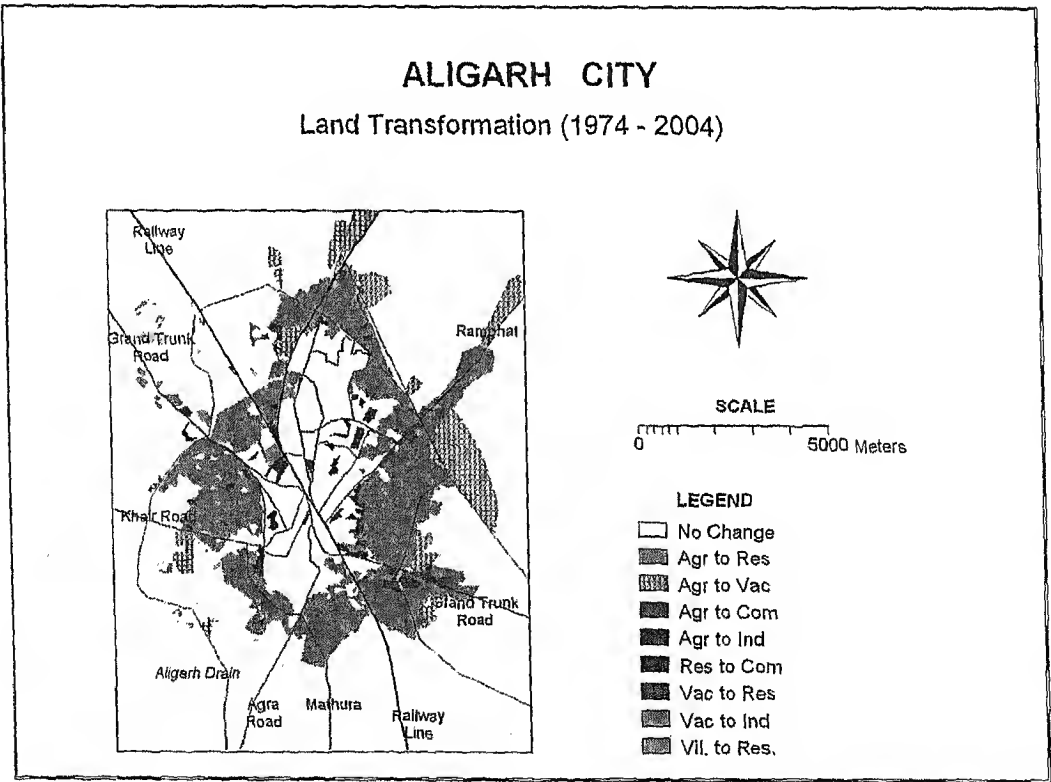 ALIGARH CITY
Land Transformation (1974 - 2004)
Railway
Line
Grand Trunk
Road
Ramghat
Khair Road
Grand Trunk
Road
Aligarh Drain
Agra
Road
Mathura
Railway
Line
SCALE
0 5000 Meters
LEGEND
No Change
Agr to Res
Agr to Vac
Agr to Com
Agr to Ind
Res to Com
Vac to Res
Vac to Ind
Vil. to Res.